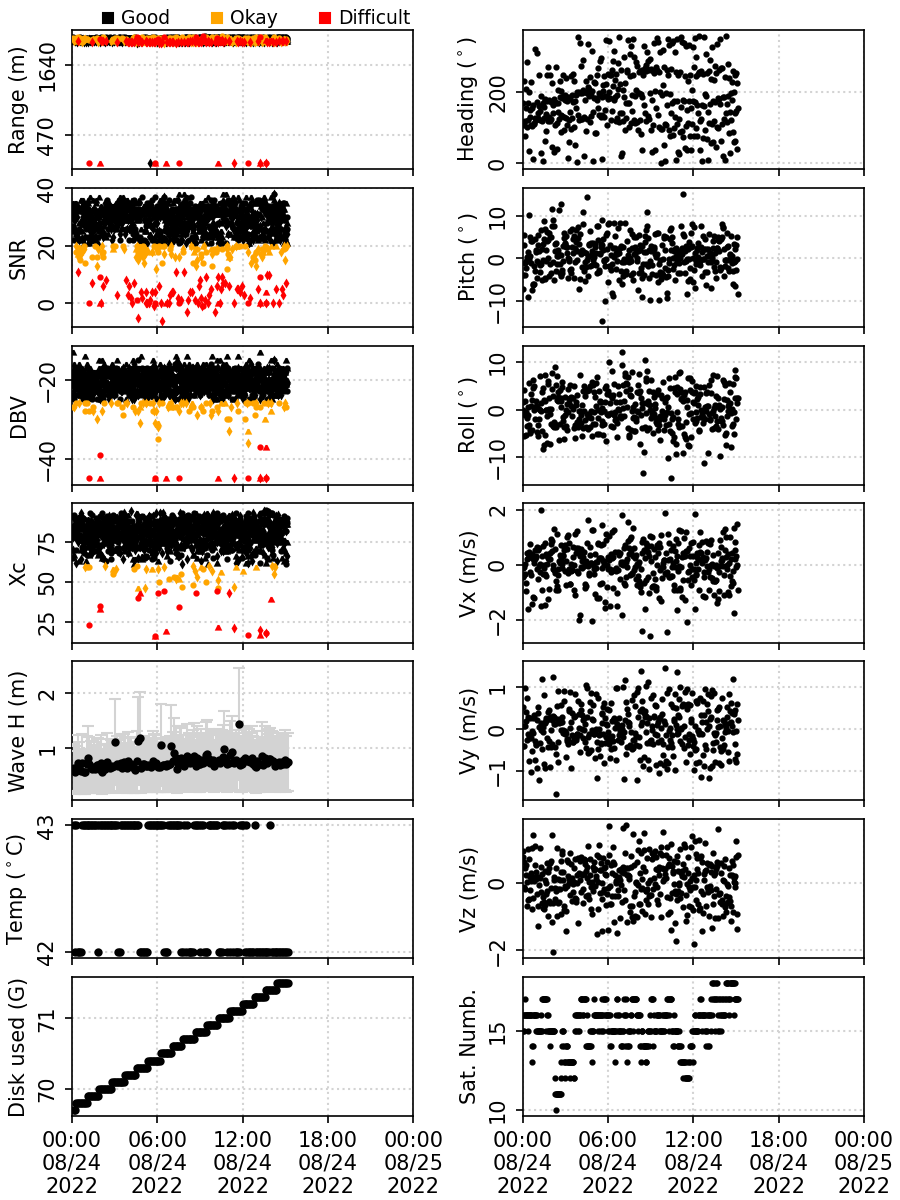 Good Okay Difficult
Range (m)
1640
470
Heading (°)
200
0
SNR
40
20
0
Pitch (°)
10
0
−10
DBV
−20
−40
Roll (°)
10
0
−10
Xc
75
50
25
Vx (m/s)
2
0
−2
Wave H (m)
2
1
Vy (m/s)
1
0
−1
Temp (°C)
43
42
Vz (m/s)
0
−2
Disk used (G)
71
70
Sat. Numb.
15
10
00:00 06:00 12:00 18:00 00:00
08/24 08/24 08/24 08/24 08/25
2022 2022 2022 2022 2022
00:00 06:00 12:00 18:00 00:00
08/24 08/24 08/24 08/24 08/25
2022 2022 2022 2022 2022